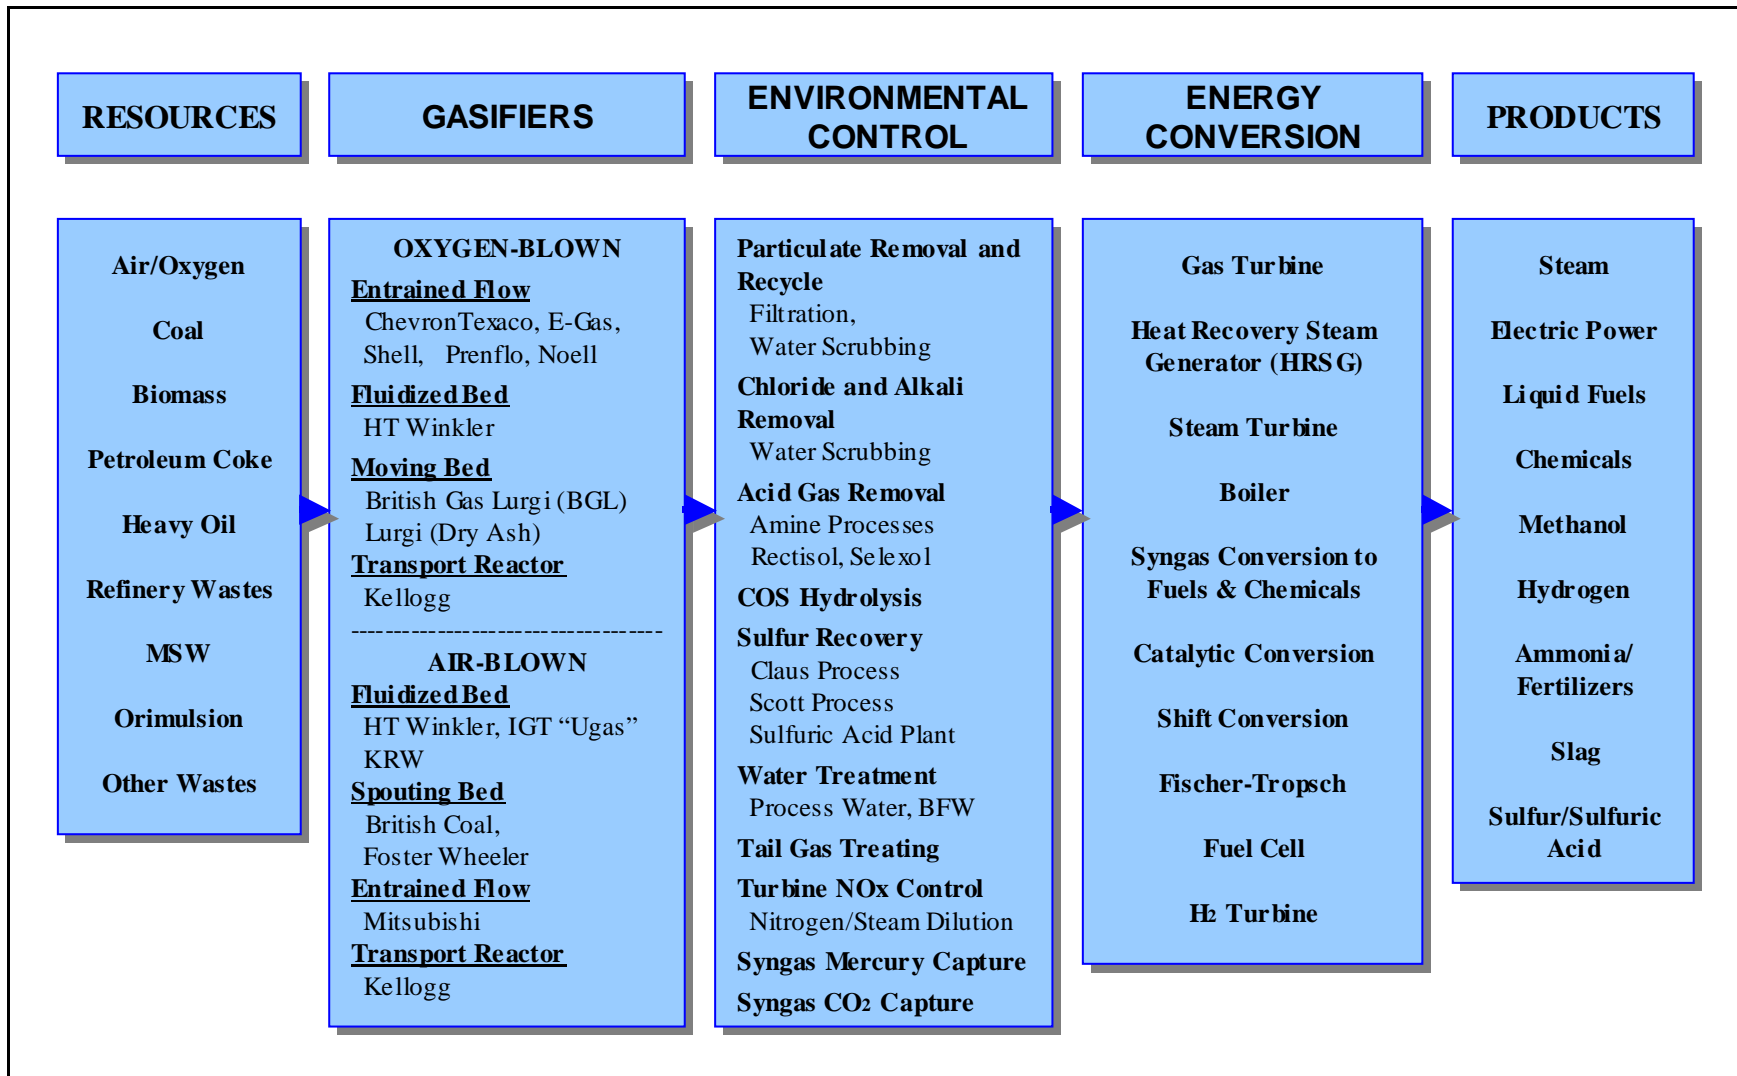 RESOURCES
GASIFIERS
ENVIRONMENTAL
CONTROL
ENERGY
CONVERSION
PRODUCTS
Air/Oxygen
Coal
Biomass
Petroleum Coke
Heavy Oil
Refinery Wastes
MSW
Orimulsion
Other Wastes
OXYGEN-BLOWN
Entrained Flow
ChevronTexaco, E-Gas,
Shell, Prenflo, Noell
Fluidized Bed
HT Winkler
Moving Bed
British Gas Lurgi (BGL)
Lurgi (Dry Ash)
Transport Reactor
Kellogg
-------------------------------------
AIR-BLOWN
Fluidized Bed
HT Winkler, IGT “Ugas”
KRW
Spouting Bed
British Coal,
Foster Wheeler
Entrained Flow
Mitsubishi
Transport Reactor
Kellogg
Particulate Removal and
Recycle
Filtration,
Water Scrubbing
Chloride and Alkali
Removal
Water Scrubbing
Acid Gas Removal
Amine Processes
Rectisol, Selexol
COS Hydrolysis
Sulfur Recovery
Claus Process
Scott Process
Sulfuric Acid Plant
Water Treatment
Process Water, BFW
Tail Gas Treating
Turbine NOx Control
Nitrogen/Steam Dilution
Syngas Mercury Capture
Syngas CO2 Capture
Gas Turbine
Heat Recovery Steam
Generator (HRSG)
Steam Turbine
Boiler
Syngas Conversion to
Fuels & Chemicals
Catalytic Conversion
Shift Conversion
Fischer-Tropsch
Fuel Cell
H2 Turbine
Steam
Electric Power
Liquid Fuels
Chemicals
Methanol
Hydrogen
Ammonia/
Fertilizers
Slag
Sulfur/Sulfuric
Acid